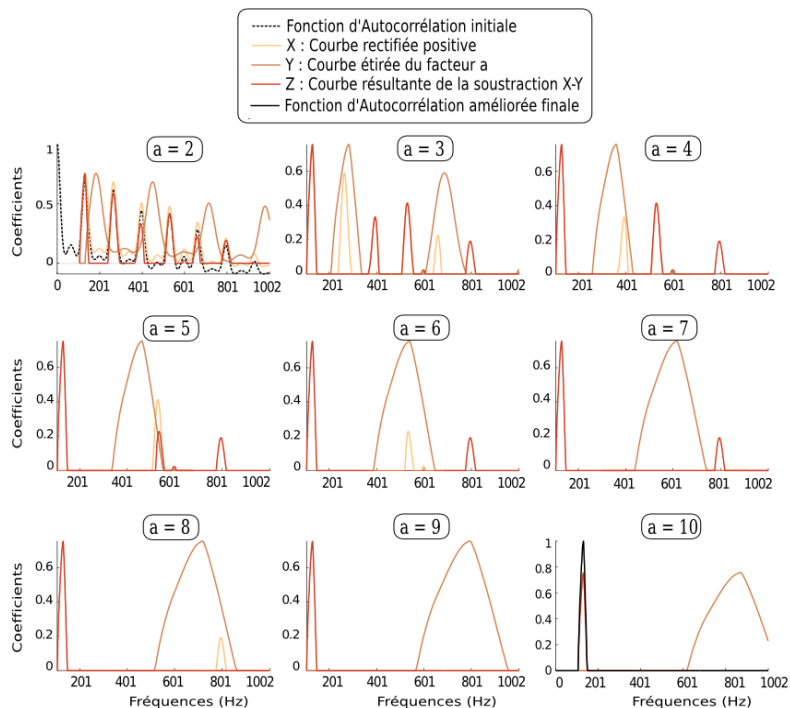 Fonction d'Autocorrélation initiale
X : Courbe rectifiée positive
Y : Courbe étirée du facteur a
Z : Courbe résultante de la soustraction X-Y
Fonction d'Autocorrélation améliorée finale
a = 2
a = 3
a = 4
Coefficients
1
0.5
0
0 201 401 601 801 1002
0.6
0.4
0.2
0
201 401 601 801 1002
0.6
0.4
0.2
0
201 401 601 801 1002
a = 5
a = 6
a = 7
Coefficients
0.6
0.4
0.2
0
201 401 601 801 1002
0.6
0.4
0.2
0
201 401 601 801 1002
0.6
0.4
0.2
0
201 401 601 801 1002
a = 8
a = 9
a = 10
Coefficients
0.6
0.4
0.2
0
201 401 601 801 1002
Fréquences (Hz)
0.6
0.4
0.2
0
201 401 601 801 1002
Fréquences (Hz)
1
0.8
0.6
0.4
0.2
0
0 201 401 601 801 1002
Fréquences (Hz)